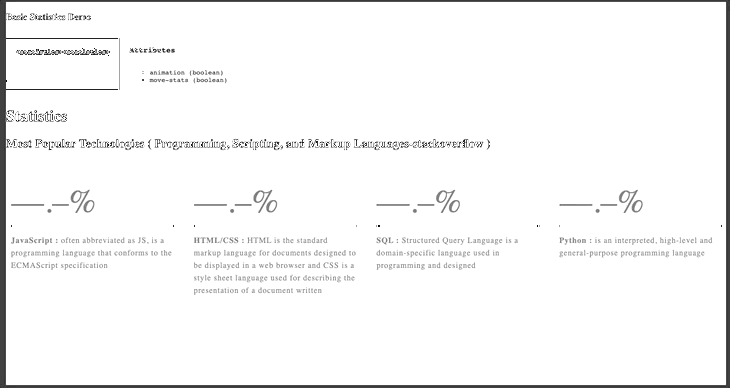 Basic Statistics Demo
Attributes
animation (boolean)
move-stats (boolean)
Statistics
Most Popular Technologies ( Programming, Scripting, and Markup Languages-stackoverflow )
—.–% —.–% —.–% —.–%
JavaScript : often abbreviated as JS, is a
programming language that conforms to the
ECMAScript specification
HTML/CSS : HTML is the standard
markup language for documents designed to
be displayed in a web browser and CSS is a
style sheet language used for describing the
presentation of a document written
SQL : Structured Query Language is a
domain-specific language used in
programming and designed
Python : is an interpreted, high-level and
general-purpose programming language